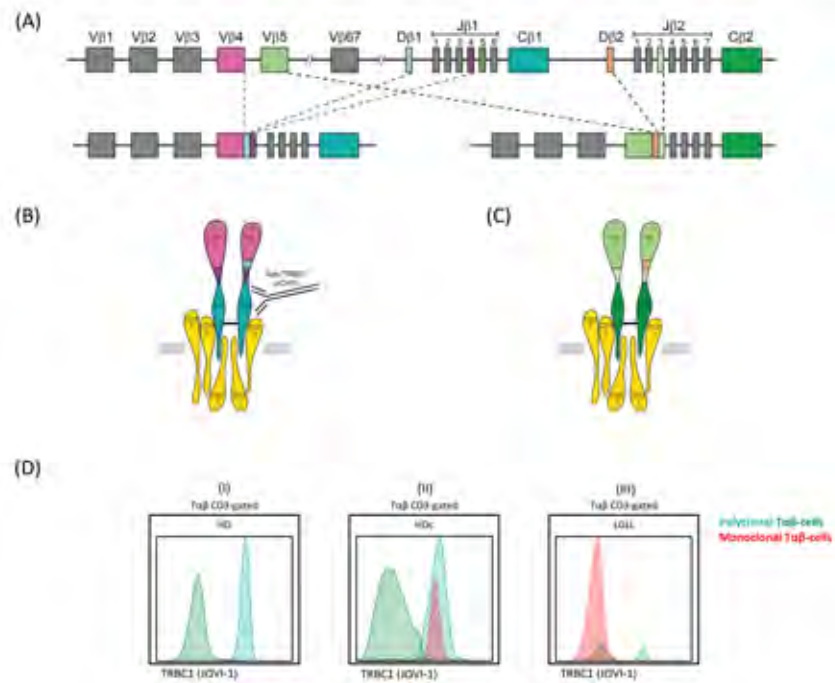 (A)
Vβ1 Vβ2 Vβ3 Vβ4 Vβ5 Vβ67 Dβ1 Jβ1 Cβ1 Dβ2 Jβ2 Cβ2
1 2 3 4 5 6 1 2 3 4 5 6 7
(B) (C)
(D)
(I) (II) (III)
Tαβ CD3-gated Tαβ CD3-gated Tαβ CD3-gated
HD LGLL
Polyclonal Tαβ-cells
Monoclonal Tαβ-cells
TRBC1 (JOVI-1) TRBC1 (JOVI-1) TRBC1 (JOVI-1)